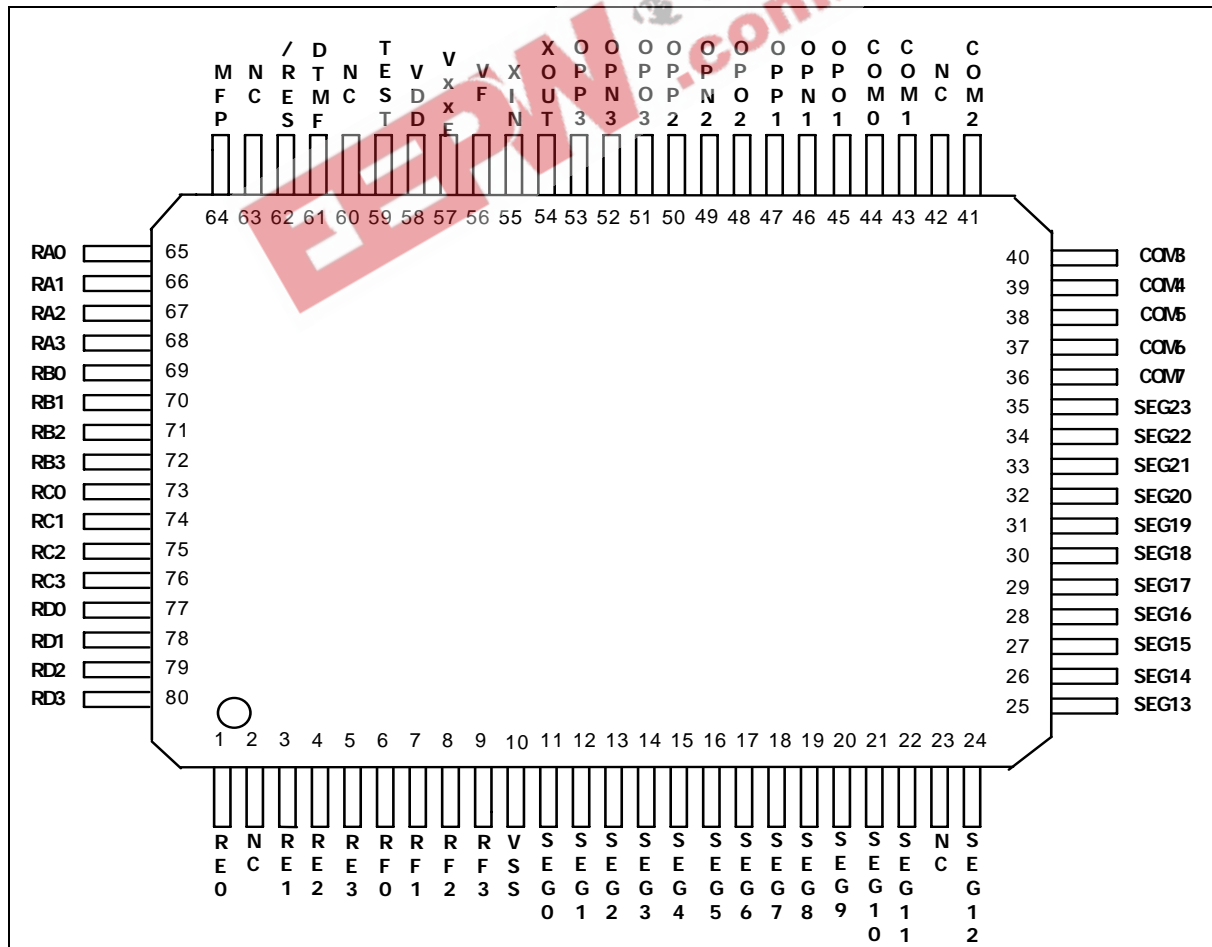 EEPW .com.
MFP NC /RES DTMF NC TEST VDD VxxE VF XIN XOUT OPP3 OPN3 OPO3 OPP2 OPN2 OPO2 OPP1 OPN1 OPO1 COM0 COM1 NC COM2
64 63 62 61 60 59 58 57 56 55 54 53 52 51 50 49 48 47 46 45 44 43 42 41
RA0 65
RA1 66
RA2 67
RA3 68
RB0 69
RB1 70
RB2 71
RB3 72
RC0 73
RC1 74
RC2 75
RC3 76
RD0 77
RD1 78
RD2 79
RD3 80
40 COM3
39 COM4
38 COM5
37 COM6
36 COM7
35 SEG23
34 SEG22
33 SEG21
32 SEG20
31 SEG19
30 SEG18
29 SEG17
28 SEG16
27 SEG15
26 SEG14
25 SEG13
1 2 3 4 5 6 7 8 9 10 11 12 13 14 15 16 17 18 19 20 21 22 23 24
RE0 NC RE1 RE2 RE3 RF0 RF1 RF2 RF3 VSS SEG0 SEG1 SEG2 SEG3 SEG4 SEG5 SEG6 SEG7 SEG8 SEG9 SEG10 SEG11 NC SEG12